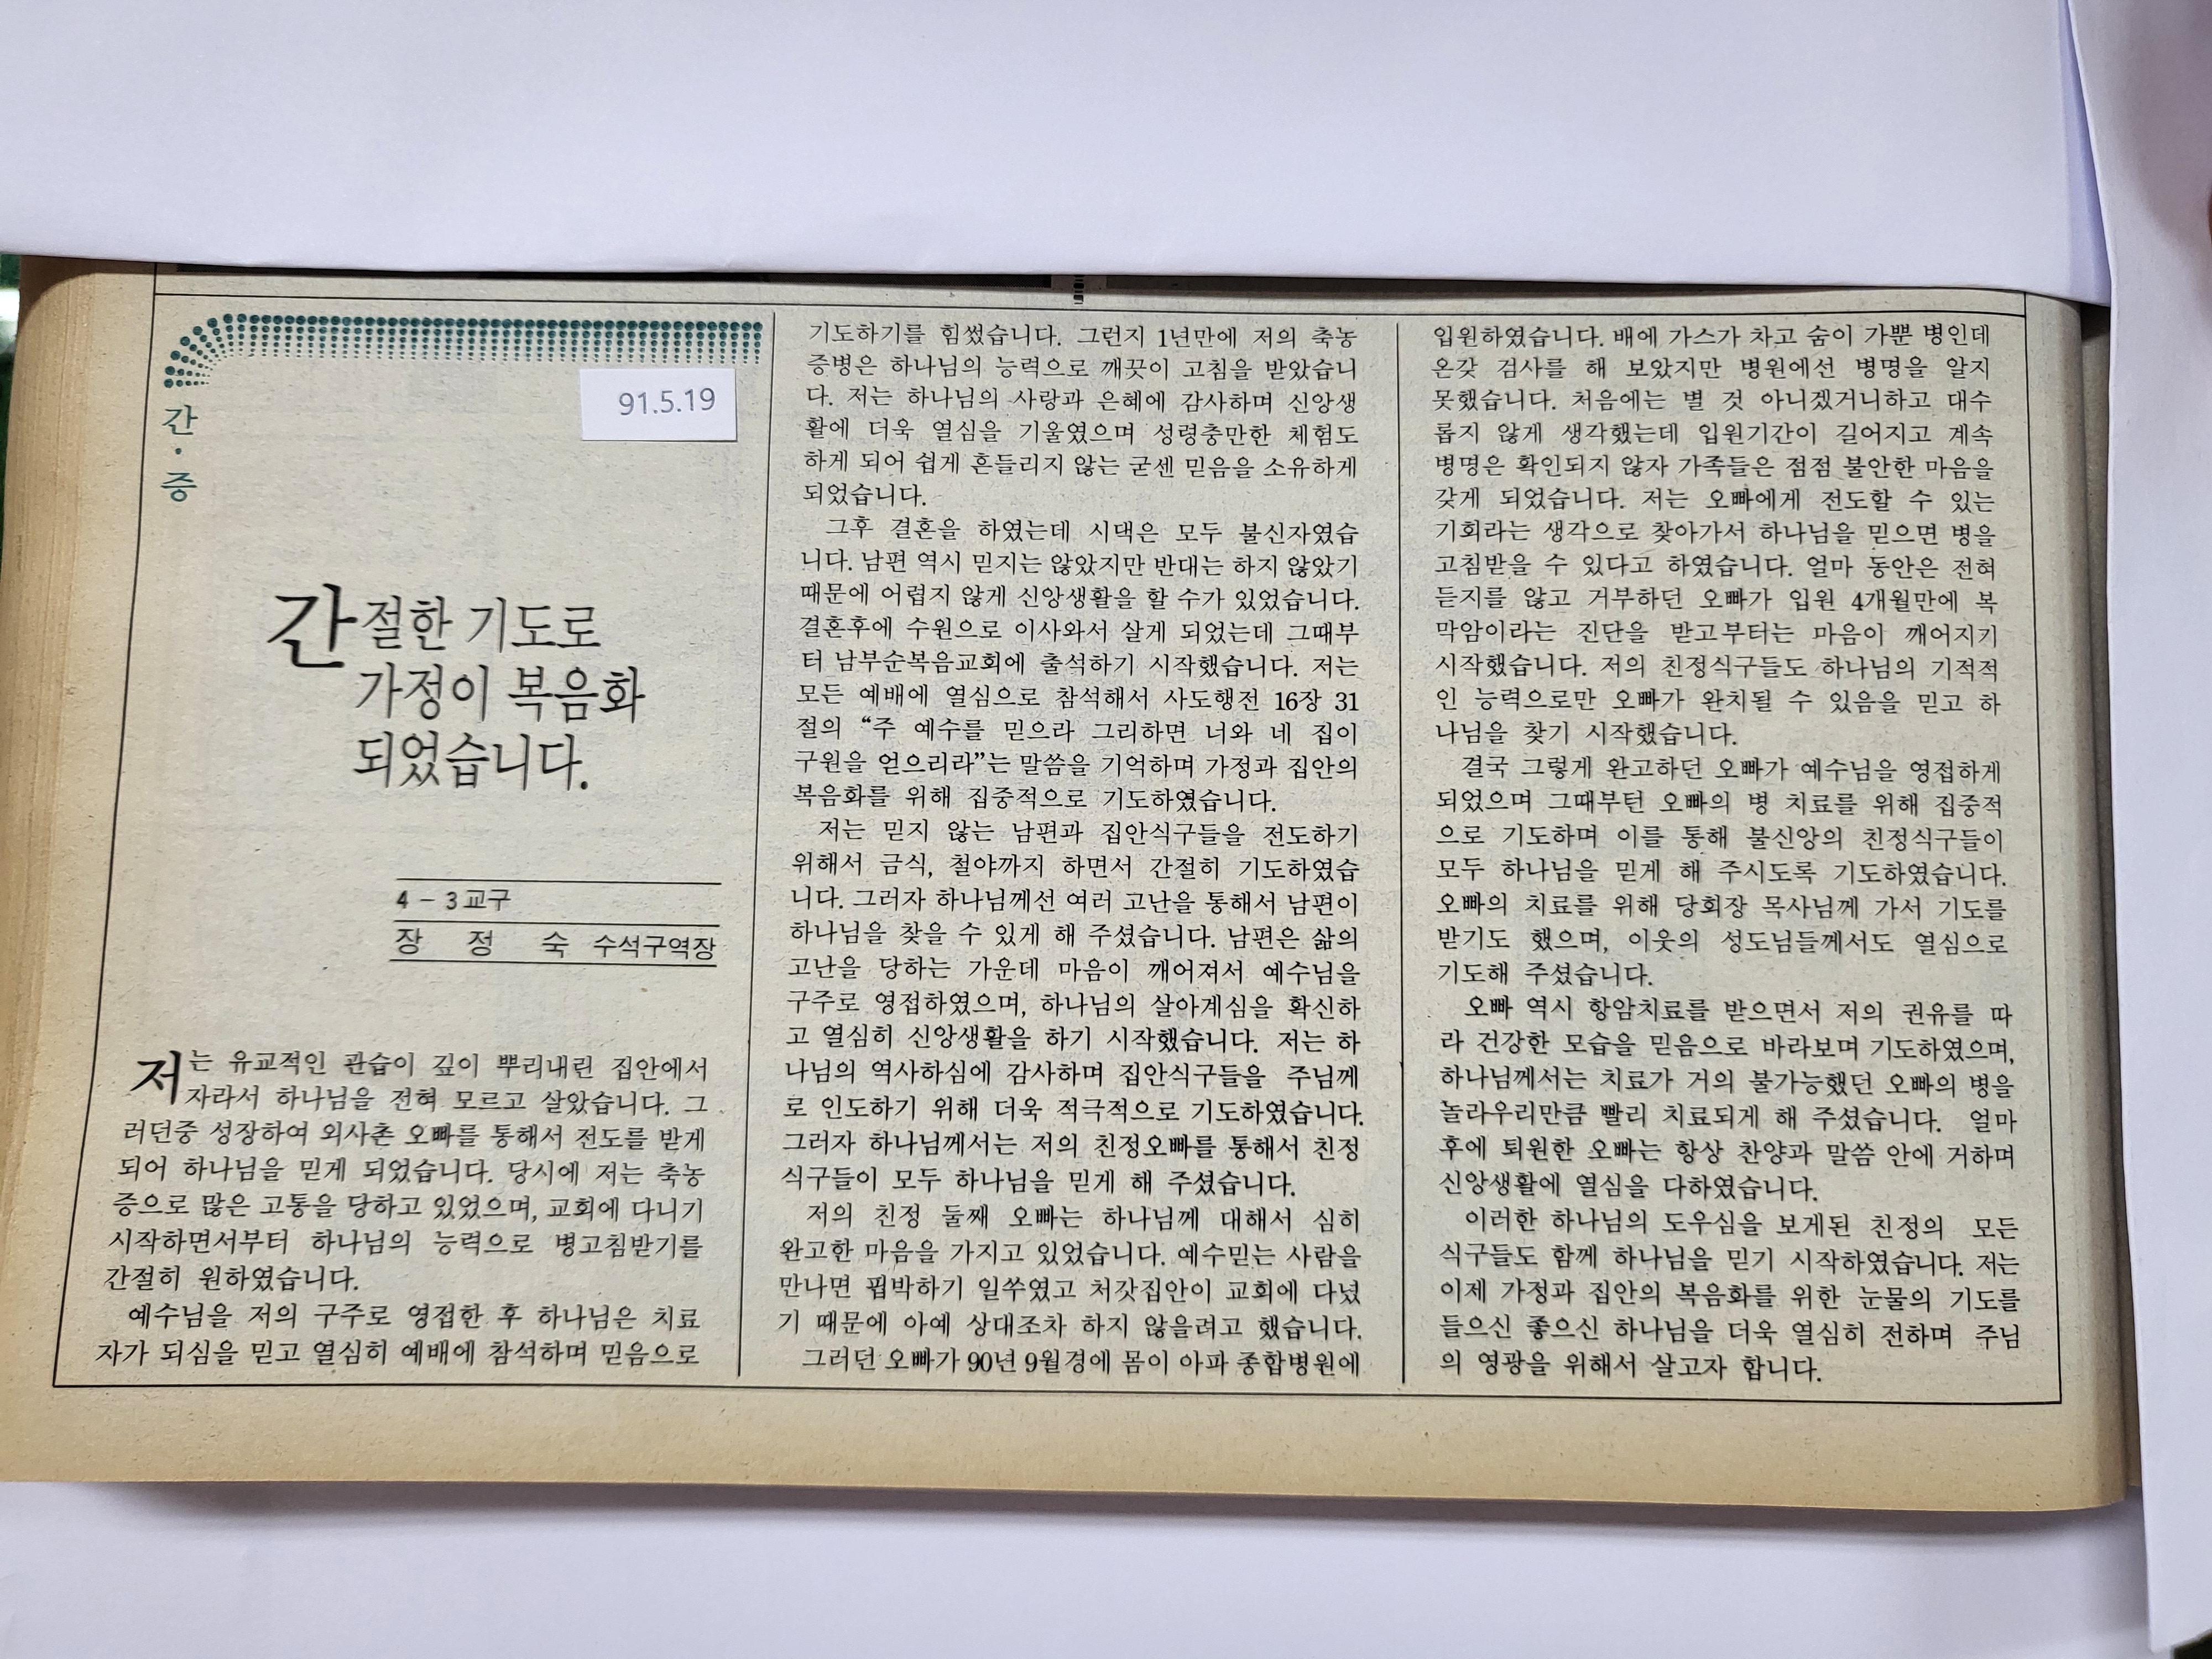 91.5.19
간·증
간절한 기도로
가정이 복음화
되었습니다.
4-3교구
장 정 숙 수석구역장
저는 유교적인 관습이 깊이 뿌리내린 집안에서
자라서 하나님을 전혀 모르고 살았습니다. 그
러던중 성장하여 외사촌 오빠를 통해서 전도를 받게
되어 하나님을 믿게 되었습니다. 당시에 저는 축농
증으로 많은 고통을 당하고 있었으며, 교회에 다니기
시작하면서부터 하나님의 능력으로 병고침받기를
간절히 원하였습니다.
예수님을 저의 구주로 영접한 후 하나님은 치료
자가 되심을 믿고 열심히 예배에 참석하며 믿음으로
기도하기를 힘썼습니다. 그런지 1년만에 저의 축농
증병은 하나님의 능력으로 깨끗이 고침을 받았습니
다. 저는 하나님의 사랑과 은혜에 감사하며 신앙생
활에 더욱 열심을 기울였으며 성령충만한 체험도
하게 되어 쉽게 흔들리지 않는 굳센 믿음을 소유하게
되었습니다.
그후 결혼을 하였는데 시댁은 모두 불신자였습
니다. 남편 역시 믿지는 않았지만 반대는 하지 않았기
때문에 어렵지 않게 신앙생활을 할 수가 있었습니다.
결혼후에 수원으로 이사와서 살게 되었는데 그때부
터 남부순복음교회에 출석하기 시작했습니다. 저는
모든 예배에 열심으로 참석해서 사도행전 16장 31
절의 “주 예수를 믿으라 그리하면 너와 네 집이
구원을 얻으리라”는 말씀을 기억하며 가정과 집안의
복음화를 위해 집중적으로 기도하였습니다.
저는 믿지 않는 남편과 집안식구들을 전도하기
위해서 금식, 철야까지 하면서 간절히 기도하였습
니다. 그러자 하나님께선 여러 고난을 통해서 남편이
하나님을 찾을 수 있게 해 주셨습니다. 남편은 삶의
고난을 당하는 가운데 마음이 깨어져서 예수님을
구주로 영접하였으며, 하나님의 살아계심을 확신하
고 열심히 신앙생활을 하기 시작했습니다. 저는 하
나님의 역사하심에 감사하며 집안식구들을 주님께
로 인도하기 위해 더욱 적극적으로 기도하였습니다.
그러자 하나님께서는 저의 친정오빠를 통해서 친정
식구들이 모두 하나님을 믿게 해 주셨습니다.
저의 친정 둘째 오빠는 하나님께 대해서 심히
완고한 마음을 가지고 있었습니다. 예수믿는 사람을
만나면 핍박하기 일쑤였고 처갓집안이 교회에 다녔
기 때문에 아예 상대조차 하지 않을려고 했습니다.
그러던 오빠가 90년 9월경에 몸이 아파 종합병원에
입원하였습니다. 배에 가스가 차고 숨이 가쁜 병인데
온갖 검사를 해 보았지만 병원에선 병명을 알지
못했습니다. 처음에는 별 것 아니겠거니하고 대수
롭지 않게 생각했는데 입원기간이 길어지고 계속
병명은 확인되지 않자 가족들은 점점 불안한 마음을
갖게 되었습니다. 저는 오빠에게 전도할 수 있는
기회라는 생각으로 찾아가서 하나님을 믿으면 병을
고침받을 수 있다고 하였습니다. 얼마 동안은 전혀
듣지를 않고 거부하던 오빠가 입원 4개월만에 복
막암이라는 진단을 받고부터는 마음이 깨어지기
시작했습니다. 저의 친정식구들도 하나님의 기적적
인 능력으로만 오빠가 완치될 수 있음을 믿고 하
나님을 찾기 시작했습니다.
결국 그렇게 완고하던 오빠가 예수님을 영접하게
되었으며 그때부턴 오빠의 병 치료를 위해 집중적
으로 기도하며 이를 통해 불신앙의 친정식구들이
모두 하나님을 믿게 해 주시도록 기도하였습니다.
오빠의 치료를 위해 당회장 목사님께 가서 기도를
받기도 했으며, 이웃의 성도님들께서도 열심으로
기도해 주셨습니다.
오빠 역시 항암치료를 받으면서 저의 권유를 따
라 건강한 모습을 믿음으로 바라보며 기도하였으며,
하나님께서는 치료가 거의 불가능했던 오빠의 병을
놀라우리만큼 빨리 치료되게 해 주셨습니다. 얼마
후에 퇴원한 오빠는 항상 찬양과 말씀 안에 거하며
신앙생활에 열심을 다하였습니다.
이러한 하나님의 도우심을 보게된 친정의 모든
식구들도 함께 하나님을 믿기 시작하였습니다. 저는
이제 가정과 집안의 복음화를 위한 눈물의 기도를
들으신 좋으신 하나님을 더욱 열심히 전하며 주님
의 영광을 위해서 살고자 합니다.